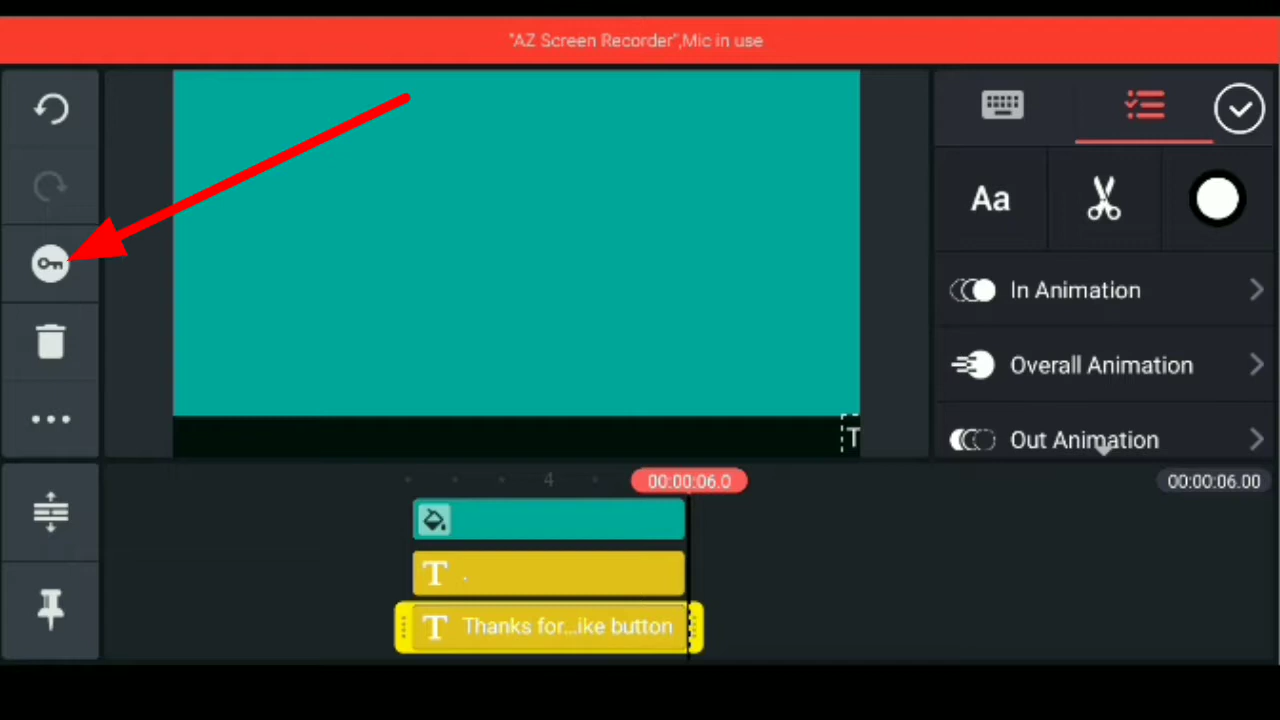 "AZ Screen Recorder",Mic in use
Aa
In Animation
Overall Animation
Out Animation
T
4
00:00:06.0
00:00:06.00
T .
T Thanks for...ike button